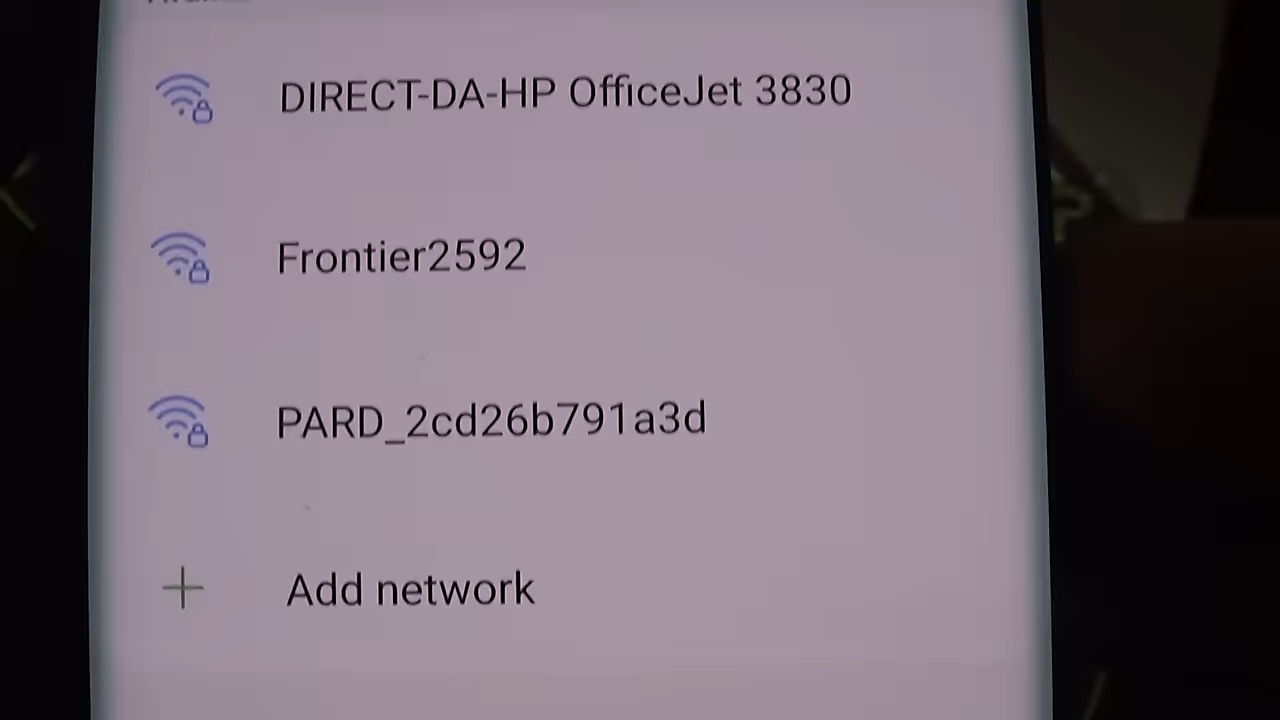 DIRECT-DA-HP OfficeJet 3830
Frontier2592
PARD_2cd26b791a3d
Add network